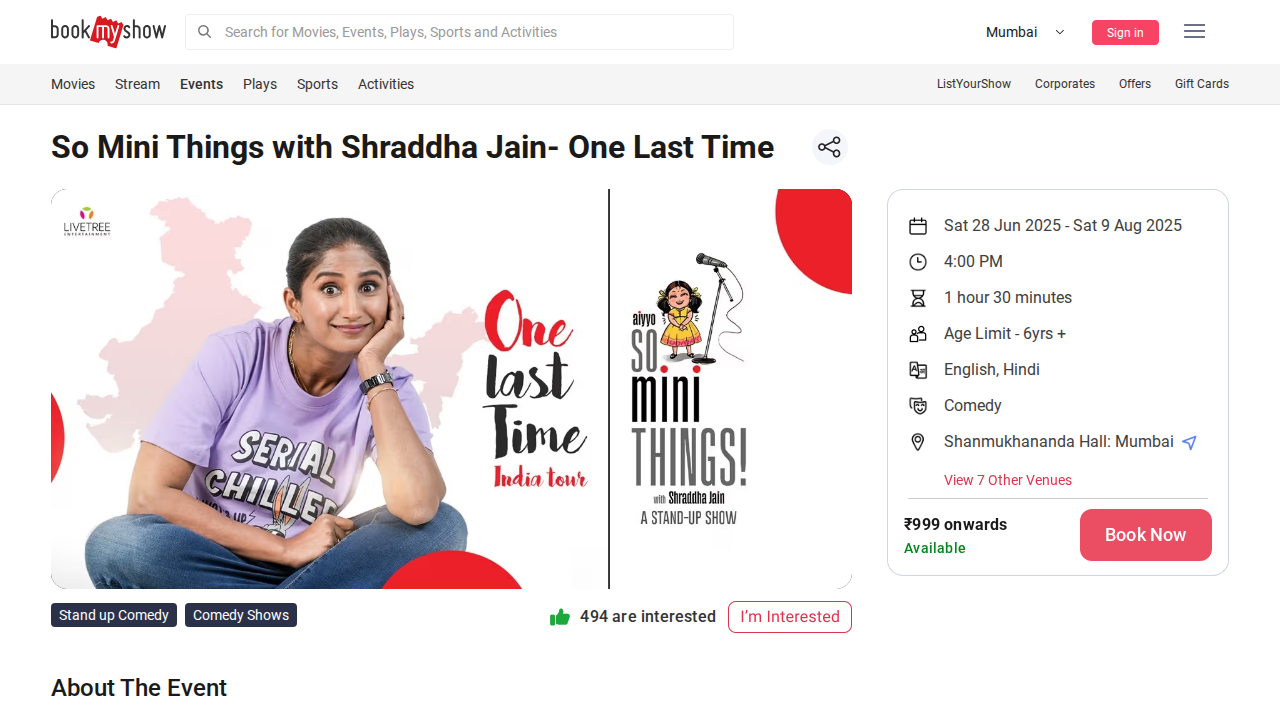 bookmyshow
Search for Movies, Events, Plays, Sports and Activities
Mumbai
Sign in
Movies
Stream
Events
Plays
Sports
Activities
ListYourShow
Corporates
Offers
Gift Cards
So Mini Things with Shraddha Jain- One Last Time
LIVETREE
ENTERTAINMENT
SERIAL
CHILLER
One
last
Time
India tour
aiyyo
SO
mini
THINGS!
with Shraddha Jain
A STAND-UP SHOW
Sat 28 Jun 2025 - Sat 9 Aug 2025
4:00 PM
1 hour 30 minutes
Age Limit - 6yrs +
English, Hindi
Comedy
Shanmukhananda Hall: Mumbai
View 7 Other Venues
₹999 onwards
Available
Book Now
Stand up Comedy
Comedy Shows
494 are interested
I’m Interested
About The Event